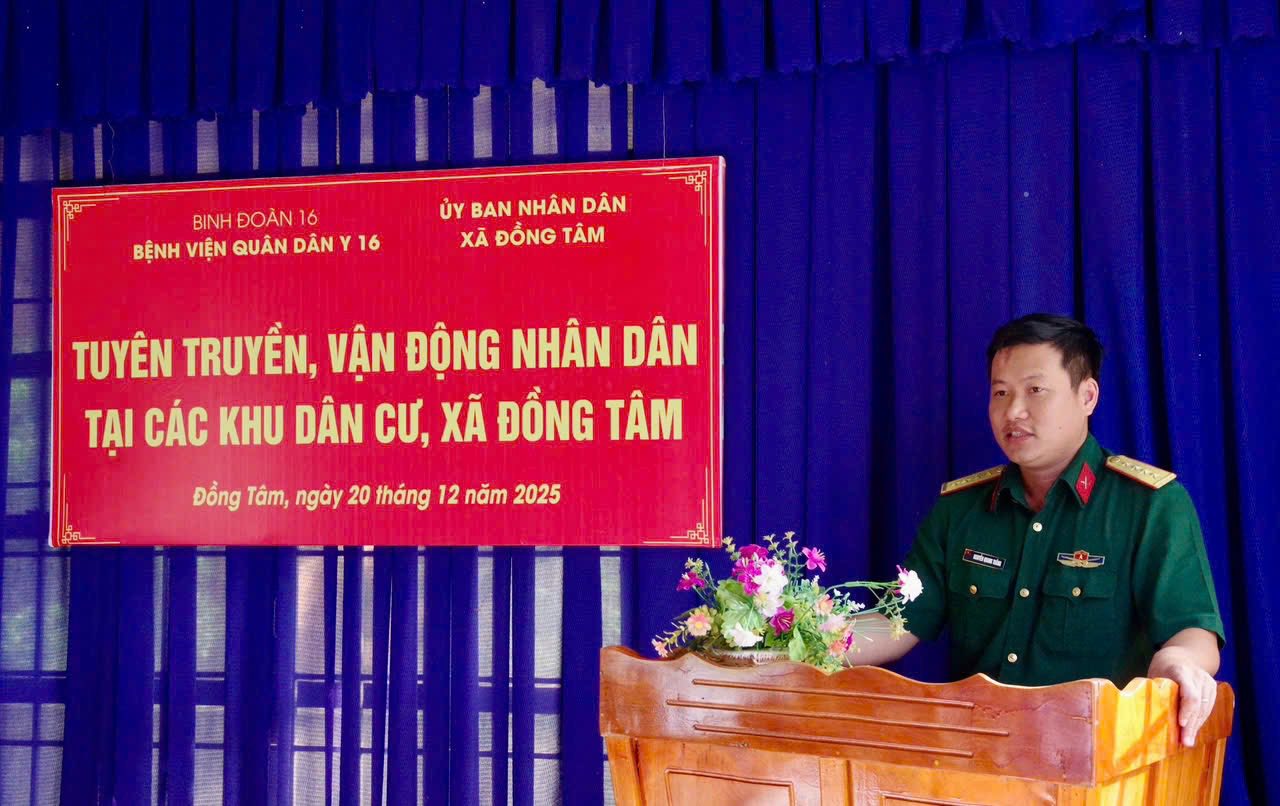 BINH ĐOÀN 16
BỆNH VIỆN QUÂN DÂN Y 16
ỦY BAN NHÂN DÂN
XÃ ĐỒNG TÂM
TUYÊN TRUYỀN, VẬN ĐỘNG NHÂN DÂN
TẠI CÁC KHU DÂN CƯ, XÃ ĐỒNG TÂM
Đồng Tâm, ngày 20 tháng 12 năm 2025